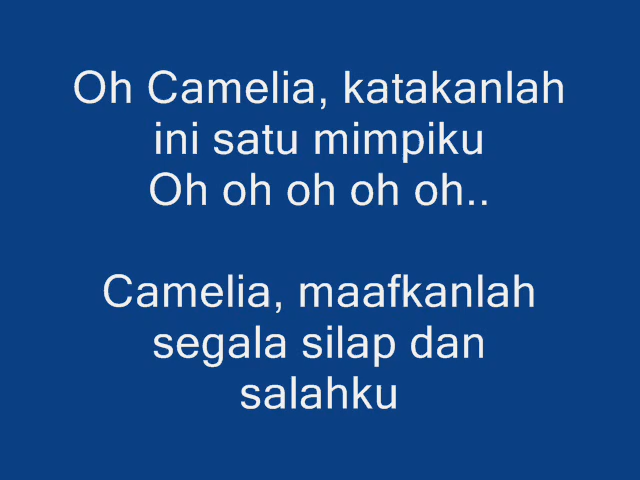 Oh Camelia, katakanlah
ini satu mimpiku
Oh oh oh oh oh..
Camelia, maafkanlah
segala silap dan
salahku